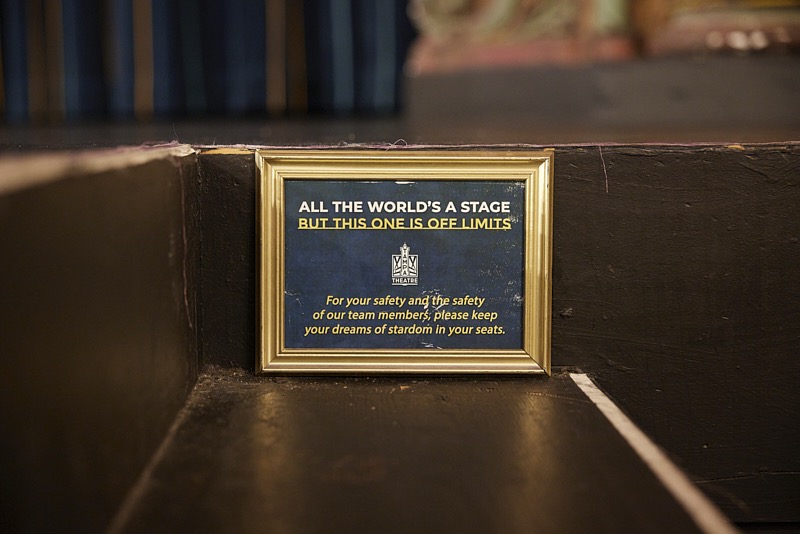 ALL THE WORLD'S A STAGE
BUT THIS ONE IS OFF LIMITS
THEATRE
For your safety and the safety
of our team members, please keep
your dreams of stardom in your seats.